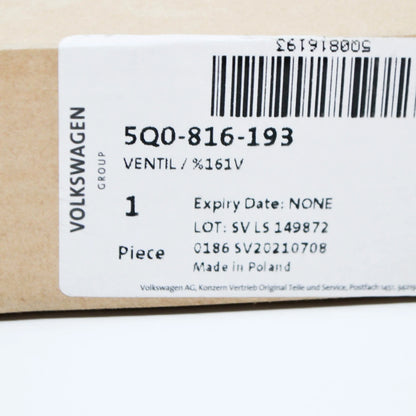 5Q0816193
VOLKSWAGEN
GROUP
5Q0-816-193
VENTIL / %161V
1
Piece
Expiry Date: NONE
LOT: SV LS 149872
0186 SV20210708
Made in Poland
Volkswagen AG, Konzern Vertrieb Original Teile und Service, Postfach